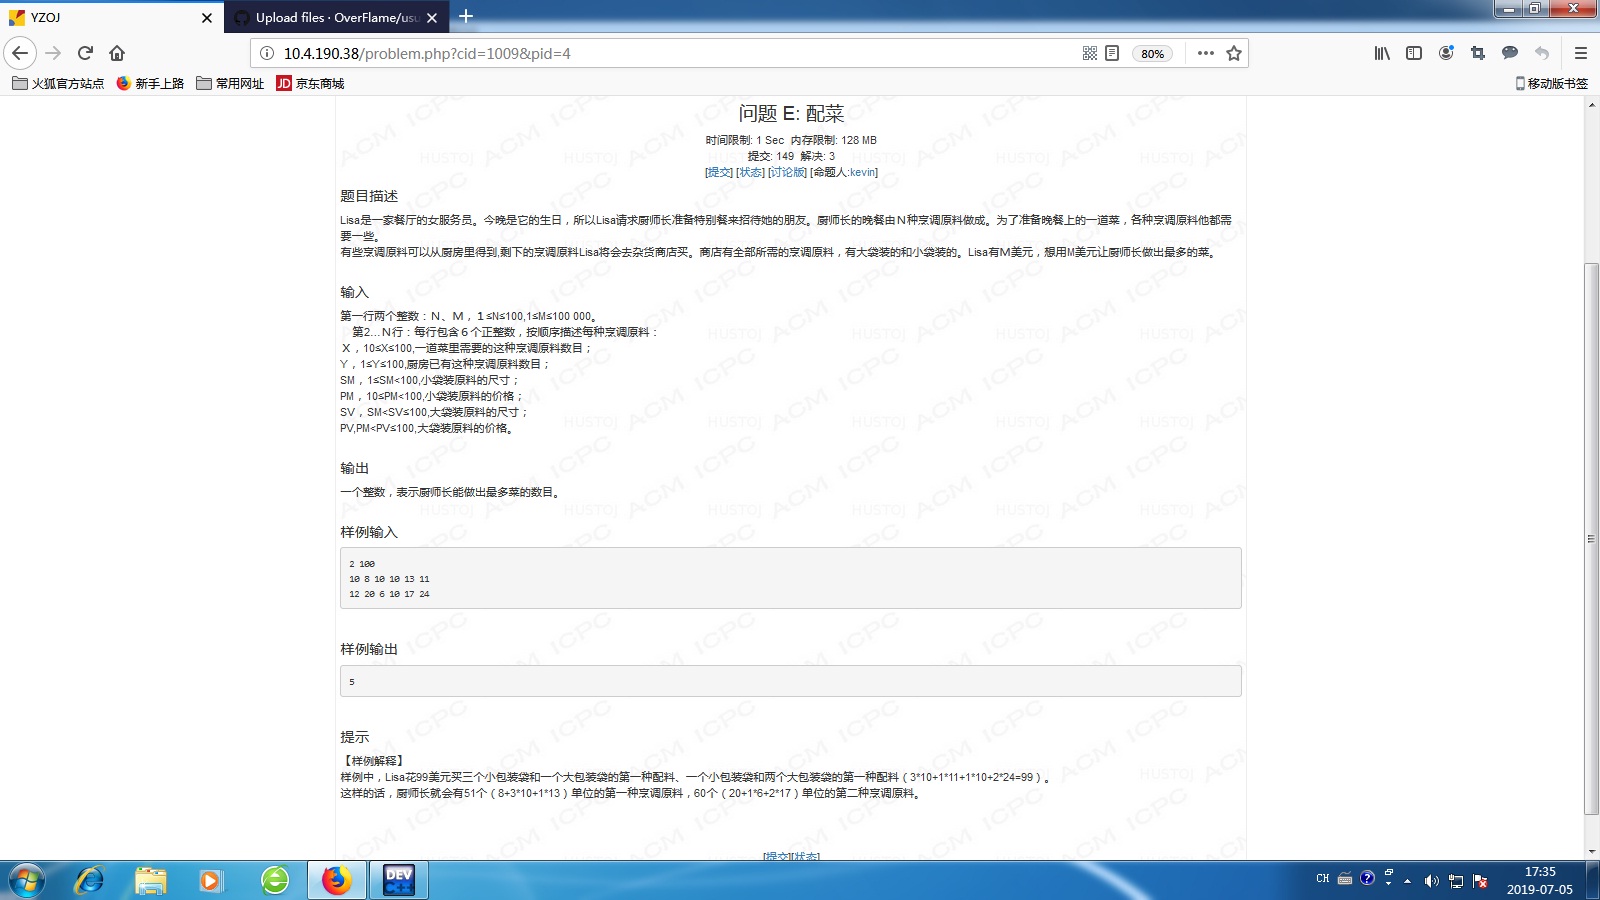 YZOJ
Upload files · OverFlame/usu
10.4.190.38/problem.php?cid=1009&pid=4
80%
火狐官方站点
新手上路
常用网址
JD 京东商城
移动版书签
问题 E: 配菜
时间限制: 1 Sec 内存限制: 128 MB
提交: 149 解决: 3
[提交] [状态] [讨论版] [命题人:kevin]
题目描述
Lisa是一家餐厅的女服务员。今晚是它的生日，所以Lisa请求厨师长准备特别餐来招待她的朋友。厨师长的晚餐由Ｎ种烹调原料做成。为了准备晚餐上的一道菜，各种烹调原料他都需
要一些。
有些烹调原料可以从厨房里得到,剩下的烹调原料Lisa将会去杂货商店买。商店有全部所需的烹调原料，有大袋装的和小袋装的。Lisa有Ｍ美元，想用M美元让厨师长做出最多的菜。
输入
第一行两个整数：Ｎ、Ｍ，１≤N≤100,1≤M≤100 000。
第2…Ｎ行：每行包含６个正整数，按顺序描述每种烹调原料：
Ｘ，10≤X≤100,一道菜里需要的这种烹调原料数目；
Y，1≤Y≤100,厨房已有这种烹调原料数目；
SM，1≤SM<100,小袋装原料的尺寸；
PM，10≤PM<100,小袋装原料的价格；
SV，SM<SV≤100,大袋装原料的尺寸；
PV,PM<PV≤100,大袋装原料的价格。
输出
一个整数，表示厨师长能做出最多菜的数目。
样例输入
2 100
10 8 10 10 13 11
12 20 6 10 17 24
样例输出
5
提示
【样例解释】
样例中，Lisa花99美元买三个小包装袋和一个大包装袋的第一种配料、一个小包装袋和两个大包装袋的第一种配料（3*10+1*11+1*10+2*24=99）。
这样的话，厨师长就会有51个（8+3*10+1*13）单位的第一种烹调原料，60个（20+1*6+2*17）单位的第二种烹调原料。
[提交][状态]
DEV C++
CH
17:35
2019-07-05